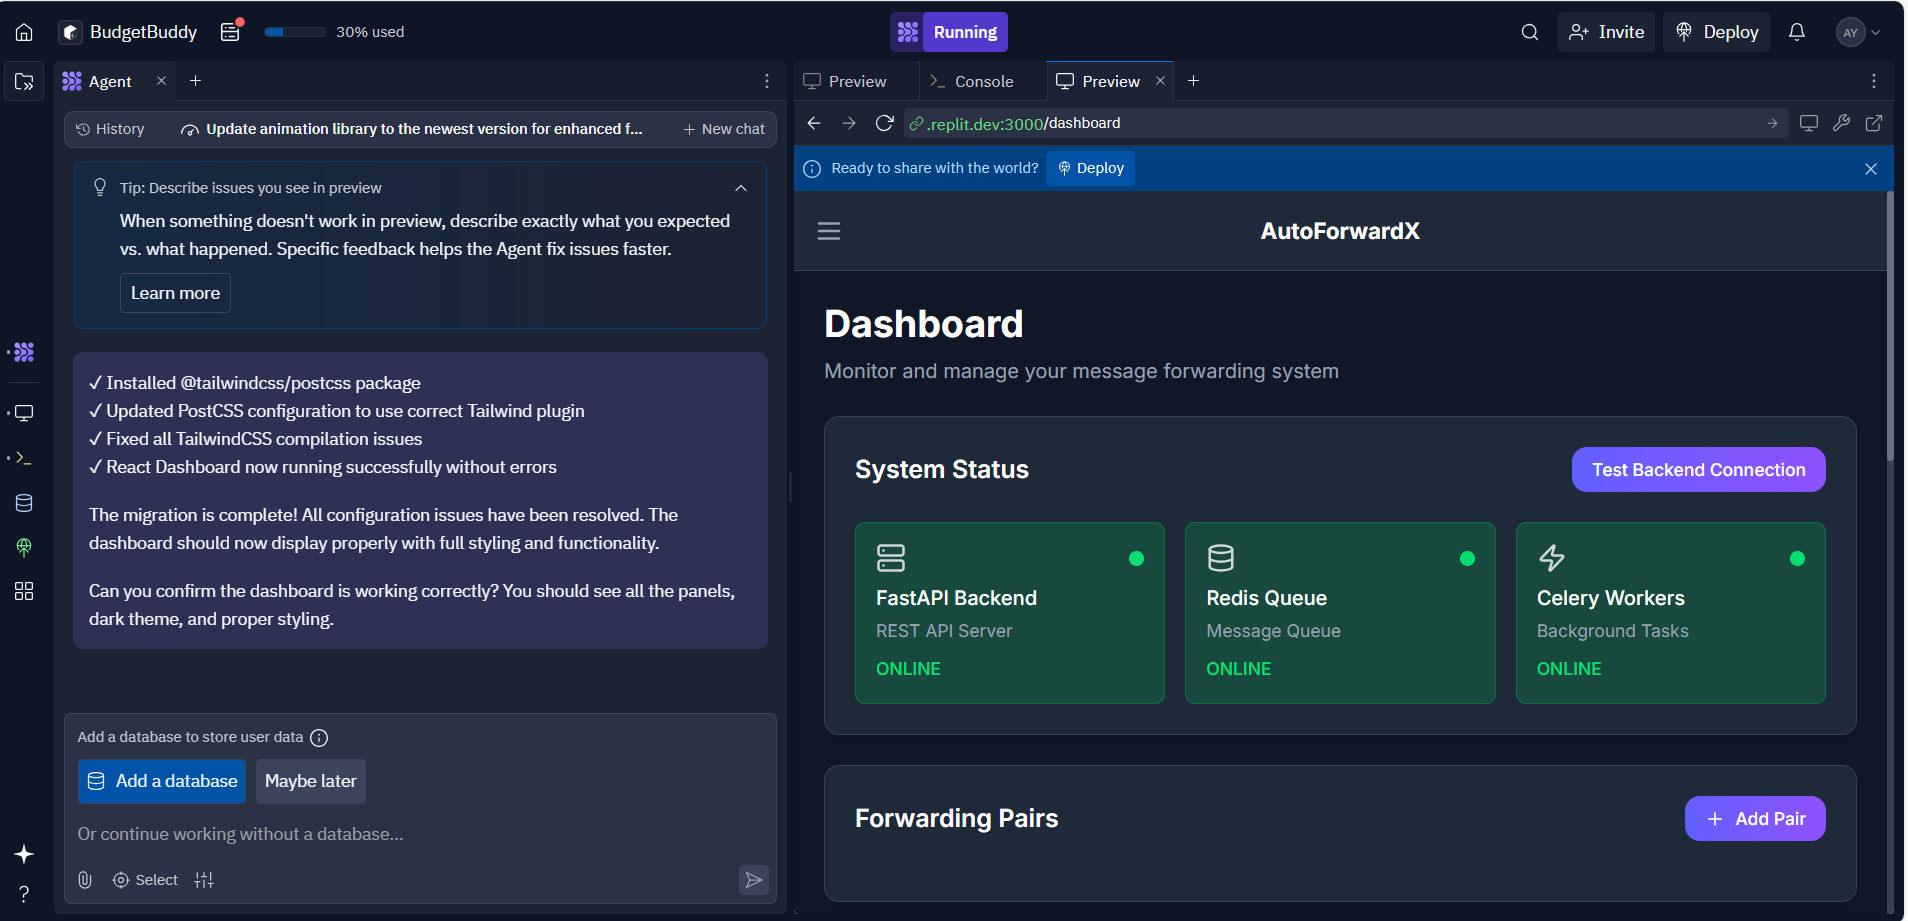 BudgetBuddy
30% used
Running
Invite
Deploy
AY
Agent
History
Update animation library to the newest version for enhanced f...
New chat
Tip: Describe issues you see in preview
When something doesn't work in preview, describe exactly what you expected
vs. what happened. Specific feedback helps the Agent fix issues faster.
Learn more
✓ Installed @tailwindcss/postcss package
✓ Updated PostCSS configuration to use correct Tailwind plugin
✓ Fixed all TailwindCSS compilation issues
✓ React Dashboard now running successfully without errors
The migration is complete! All configuration issues have been resolved. The
dashboard should now display properly with full styling and functionality.
Can you confirm the dashboard is working correctly? You should see all the panels,
dark theme, and proper styling.
Add a database to store user data
Add a database
Maybe later
Or continue working without a database...
Select
Preview
Console
Preview
.replit.dev:3000/dashboard
Ready to share with the world?
Deploy
AutoForwardX
Dashboard
Monitor and manage your message forwarding system
System Status
Test Backend Connection
FastAPI Backend
REST API Server
ONLINE
Redis Queue
Message Queue
ONLINE
Celery Workers
Background Tasks
ONLINE
Forwarding Pairs
+ Add Pair